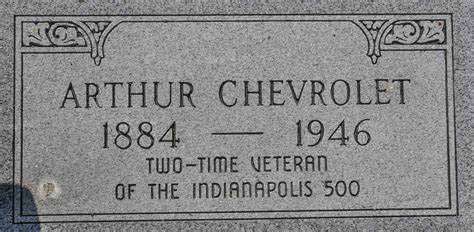 ARTHUR CHEVROLET
1884 — 1946
TWO-TIME VETERAN
OF THE INDIANAPOLIS 500